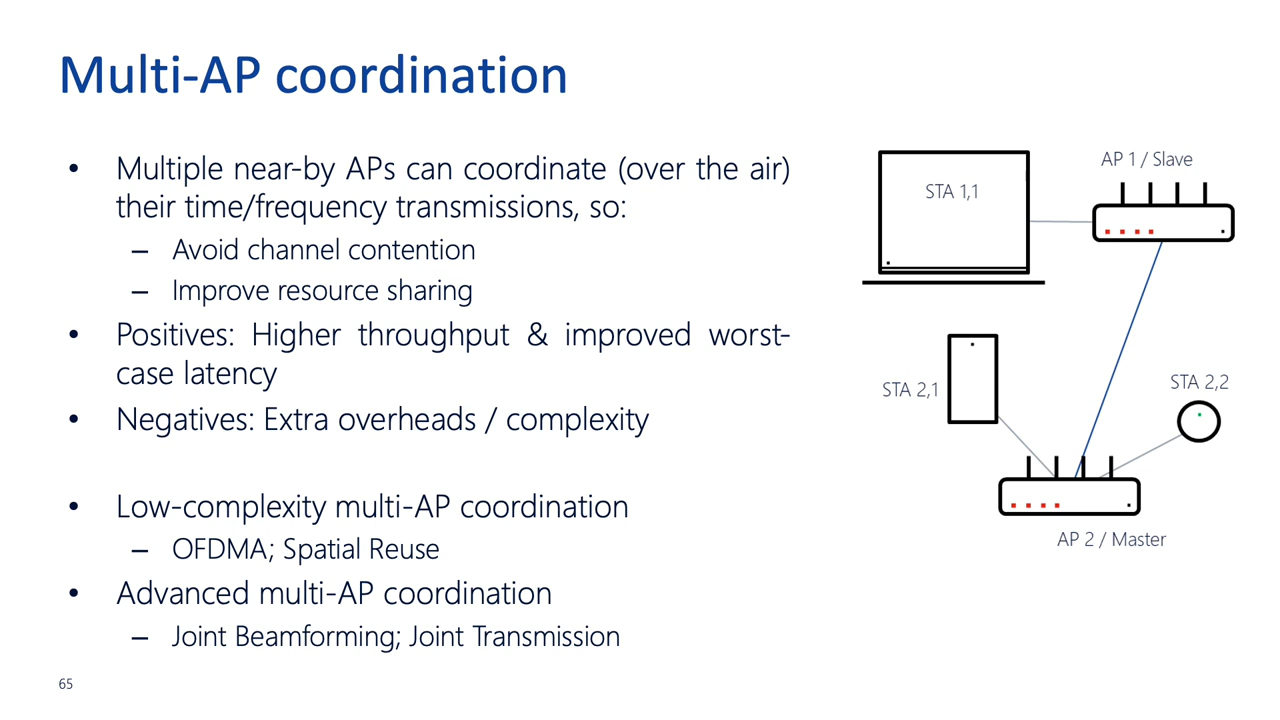 Multi-AP coordination
• Multiple near-by APs can coordinate (over the air)
their time/frequency transmissions, so:
– Avoid channel contention
– Improve resource sharing
• Positives: Higher throughput & improved worst-
case latency
• Negatives: Extra overheads / complexity
• Low-complexity multi-AP coordination
– OFDMA; Spatial Reuse
• Advanced multi-AP coordination
– Joint Beamforming; Joint Transmission
AP 1 / Slave
STA 1,1
STA 2,1
STA 2,2
AP 2 / Master
65